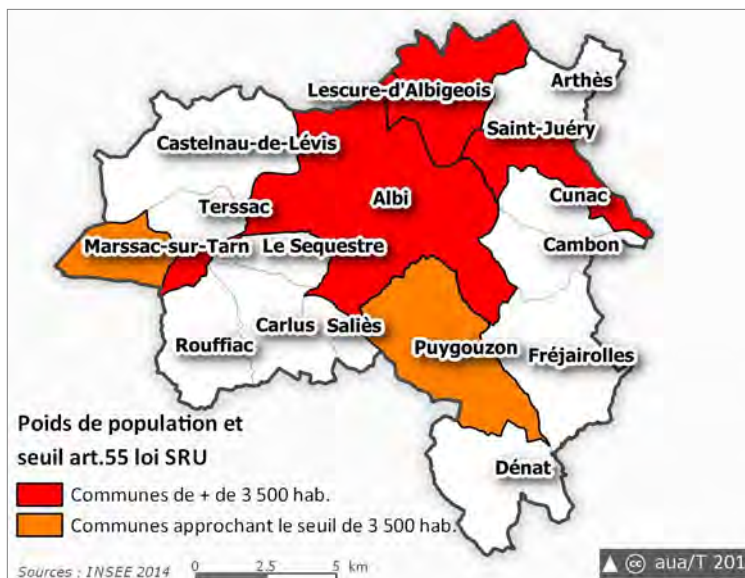 Lescure-d'Albigeois
Arthès
Saint-Juéry
Castelnau-de-Lévis
Albi
Cunac
Terssac
Cambon
Marssac-sur-Tarn
Le Sequestre
Carlus
Saliès
Rouffiac
Puygouzon
Fréjairolles
Dénat
Poids de population et
seuil art.55 loi SRU
Communes de + de 3 500 hab.
Communes approchant le seuil de 3 500 hab.
Sources : INSEE 2014
0 2.5 5 km
▲ cc aua/T 201